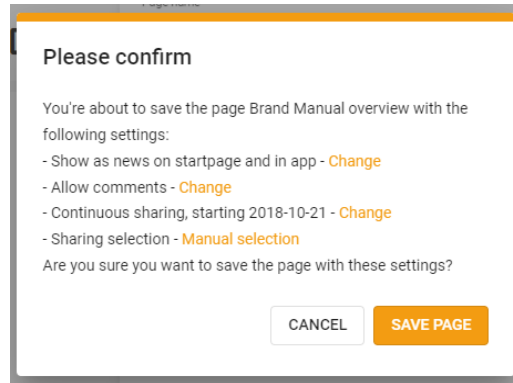 Page name
Please confirm
You're about to save the page Brand Manual overview with the
following settings:
- Show as news on startpage and in app - Change
- Allow comments - Change
- Continuous sharing, starting 2018-10-21 - Change
- Sharing selection - Manual selection
Are you sure you want to save the page with these settings?
CANCEL
SAVE PAGE